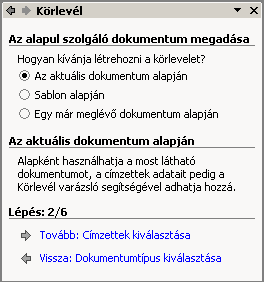 Körlevél
Az alapul szolgáló dokumentum megadása
Hogyan kívánja létrehozni a körlevelet?
Az aktuális dokumentum alapján
Sablon alapján
Egy már meglévő dokumentum alapján
Az aktuális dokumentum alapján
Alapként használhatja a most látható
dokumentumot, a címzettek adatait pedig a
Körlevél varázsló segítségével adhatja hozzá.
Lépés: 2/6
Tovább: Címzettek kiválasztása
Vissza: Dokumentumtípus kiválasztása